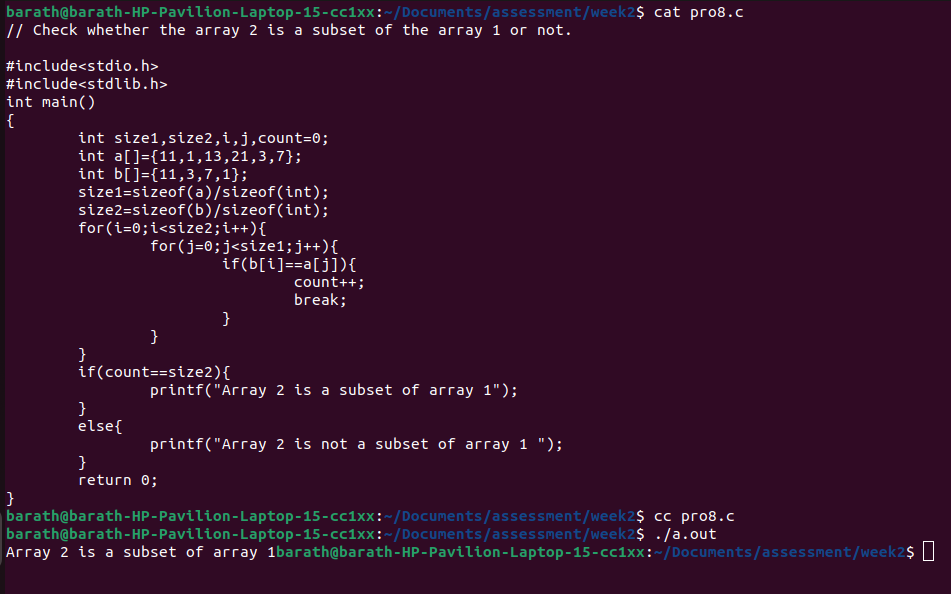 barath@barath-HP-Pavilion-Laptop-15-cc1xx:~/Documents/assessment/week2$ cat pro8.c
// Check whether the array 2 is a subset of the array 1 or not.

#include<stdio.h>
#include<stdlib.h>
int main()
{
        int size1,size2,i,j,count=0;
        int a[]={11,1,13,21,3,7};
        int b[]={11,3,7,1};
        size1=sizeof(a)/sizeof(int);
        size2=sizeof(b)/sizeof(int);
        for(i=0;i<size2;i++){
                for(j=0;j<size1;j++){
                        if(b[i]==a[j]){
                                count++;
                                break;
                        }
                }
        }
        if(count==size2){
                printf("Array 2 is a subset of array 1");
        }
        else{
                printf("Array 2 is not a subset of array 1 ");
        }
        return 0;
}
barath@barath-HP-Pavilion-Laptop-15-cc1xx:~/Documents/assessment/week2$ cc pro8.c
barath@barath-HP-Pavilion-Laptop-15-cc1xx:~/Documents/assessment/week2$ ./a.out
Array 2 is a subset of array 1barath@barath-HP-Pavilion-Laptop-15-cc1xx:~/Documents/assessment/week2$